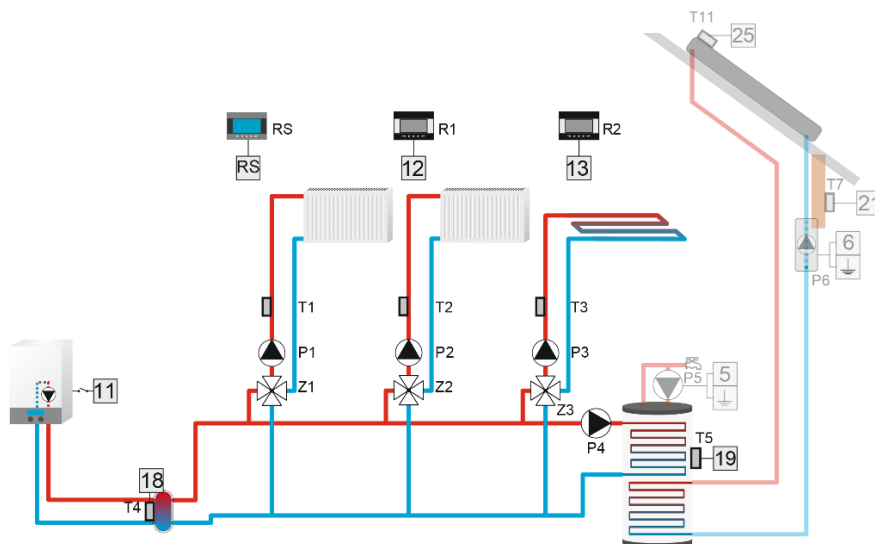 T11 25
RS R1 R2
RS 12 13
T7 21
6
P6
T1 T2 T3
P1 P2 P3
P5 5
Z1 Z2 Z3
11
P4
T5 19
18
T4